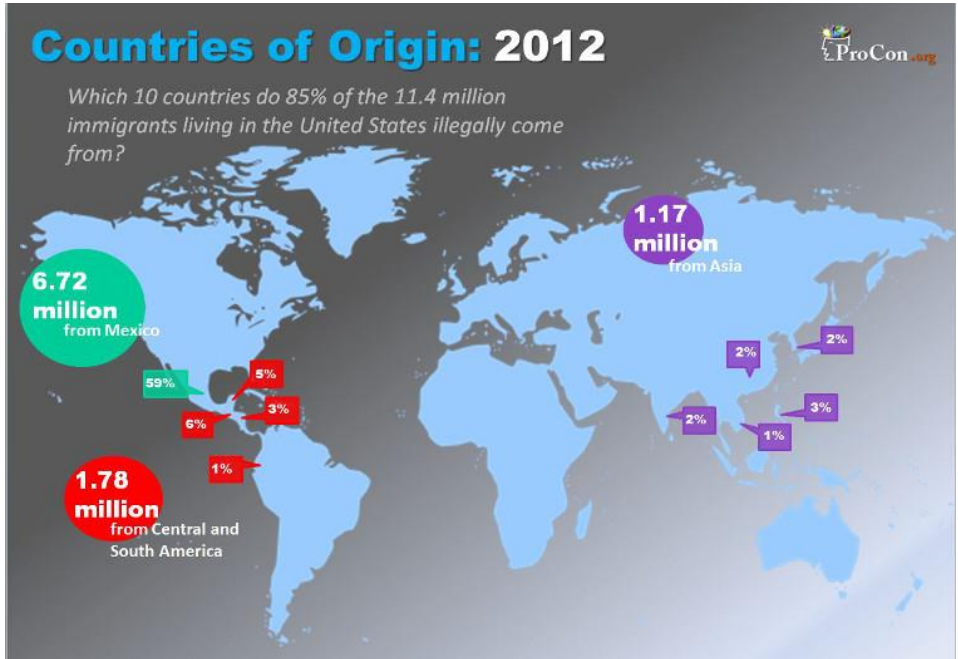 Countries of Origin: 2012
ProCon.org
Which 10 countries do 85% of the 11.4 million
immigrants living in the United States illegally come
from?
1.17
million
from Asia
6.72
million
from Mexico
2%
2%
5%
59%
3%
3%
6%
2%
1%
1%
1.78
million
from Central and
South America